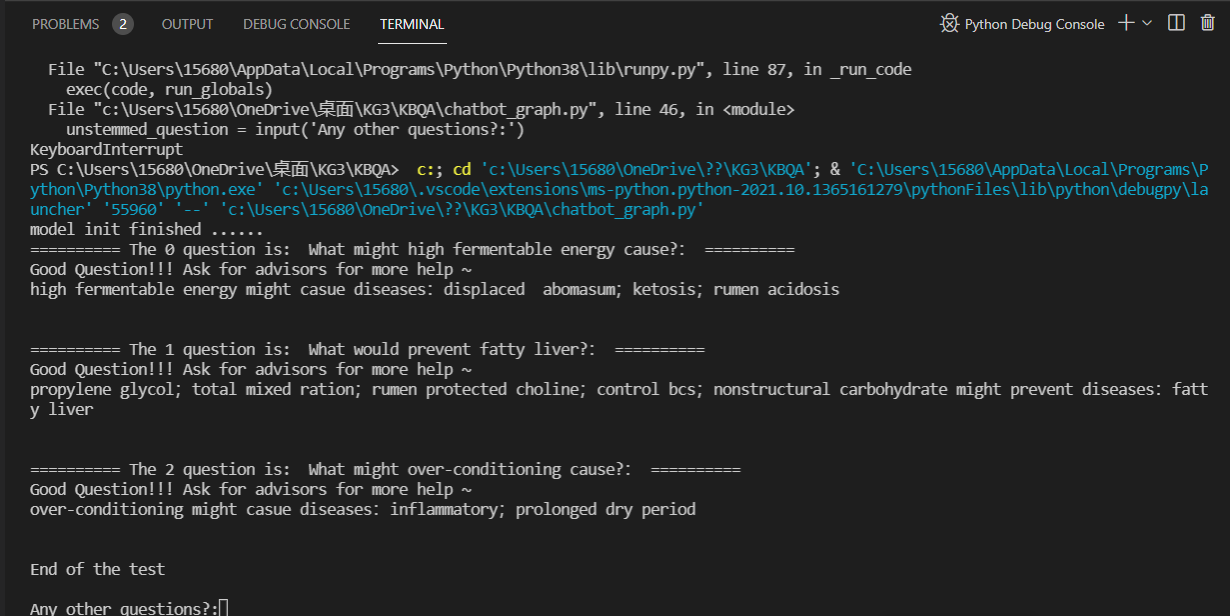 PROBLEMS 2 OUTPUT DEBUG CONSOLE TERMINAL Python Debug Console
File "C:\Users\15680\AppData\Local\Programs\Python\Python38\lib\runpy.py", line 87, in _run_code
exec(code, run_globals)
File "c:\Users\15680\OneDrive\桌面\KG3\KBQA\chatbot_graph.py", line 46, in <module>
unstemmed_question = input('Any other questions?:')
KeyboardInterrupt
PS C:\Users\15680\OneDrive\桌面\KG3\KBQA> c:; cd 'c:\Users\15680\OneDrive\??\KG3\KBQA'; & 'C:\Users\15680\AppData\Local\Programs\P
ython\Python38\python.exe' 'c:\Users\15680\.vscode\extensions\ms-python.python-2021.10.1365161279\pythonFiles\lib\python\debugpy\la
uncher' '55960' '--' 'c:\Users\15680\OneDrive\??\KG3\KBQA\chatbot_graph.py'
model init finished ......
========== The 0 question is: What might high fermentable energy cause?: ==========
Good Question!!! Ask for advisors for more help ~
high fermentable energy might casue diseases: displaced abomasum; ketosis; rumen acidosis
========== The 1 question is: What would prevent fatty liver?: ==========
Good Question!!! Ask for advisors for more help ~
propylene glycol; total mixed ration; rumen protected choline; control bcs; nonstructural carbohydrate might prevent diseases: fatt
y liver
========== The 2 question is: What might over-conditioning cause?: ==========
Good Question!!! Ask for advisors for more help ~
over-conditioning might casue diseases: inflammatory; prolonged dry period
End of the test
Any other questions?: